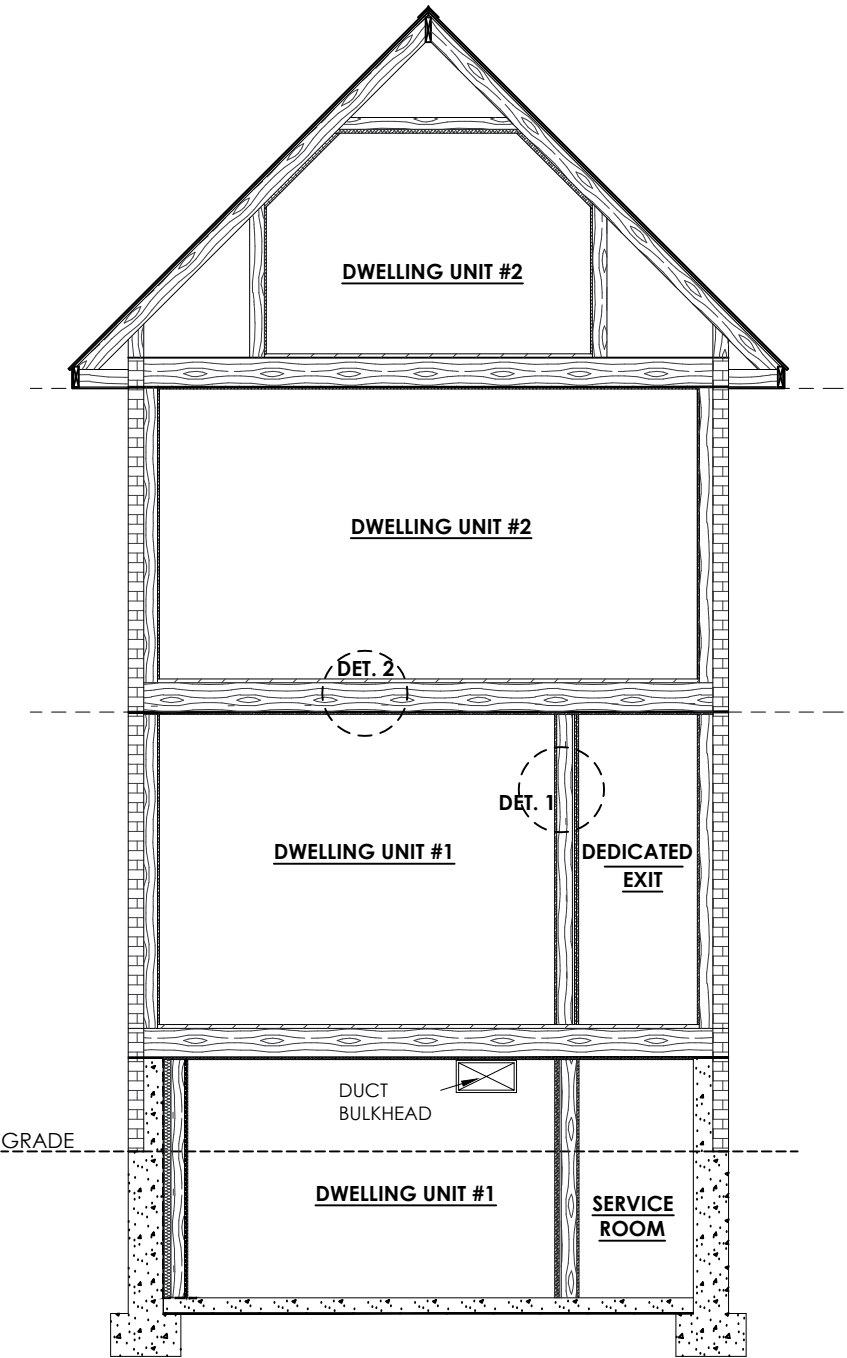 DWELLING UNIT #2
DWELLING UNIT #2
DET. 2
DET. 1
DWELLING UNIT #1
DEDICATED
EXIT
DUCT
BULKHEAD
GRADE
DWELLING UNIT #1
SERVICE
ROOM